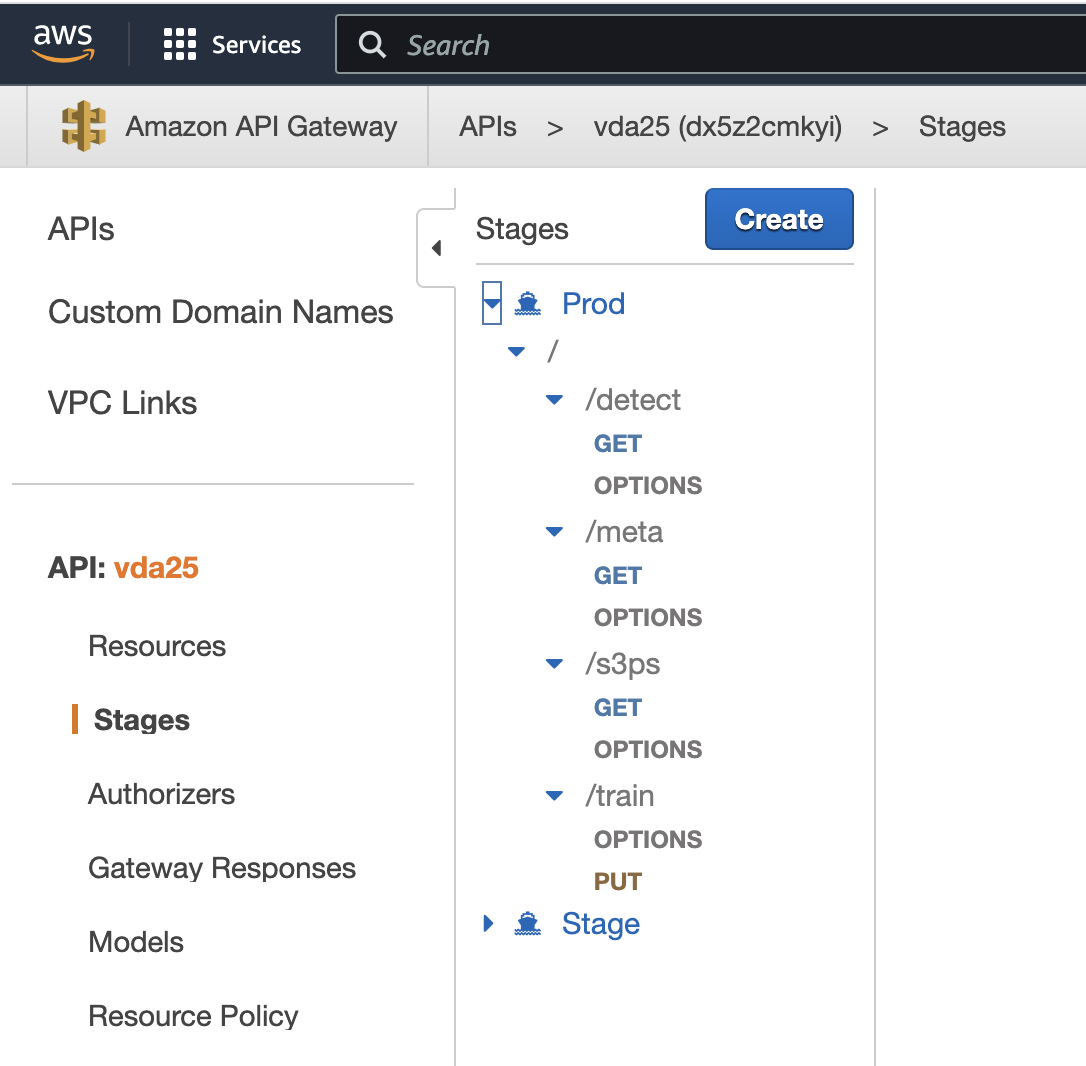 aws Services Search
Amazon API Gateway APIs > vda25 (dx5z2cmkyi) > Stages
APIs
Custom Domain Names
VPC Links
API: vda25
Resources
Stages
Authorizers
Gateway Responses
Models
Resource Policy
Stages Create
Prod
/
/detect
GET
OPTIONS
/meta
GET
OPTIONS
/s3ps
GET
OPTIONS
/train
OPTIONS
PUT
Stage